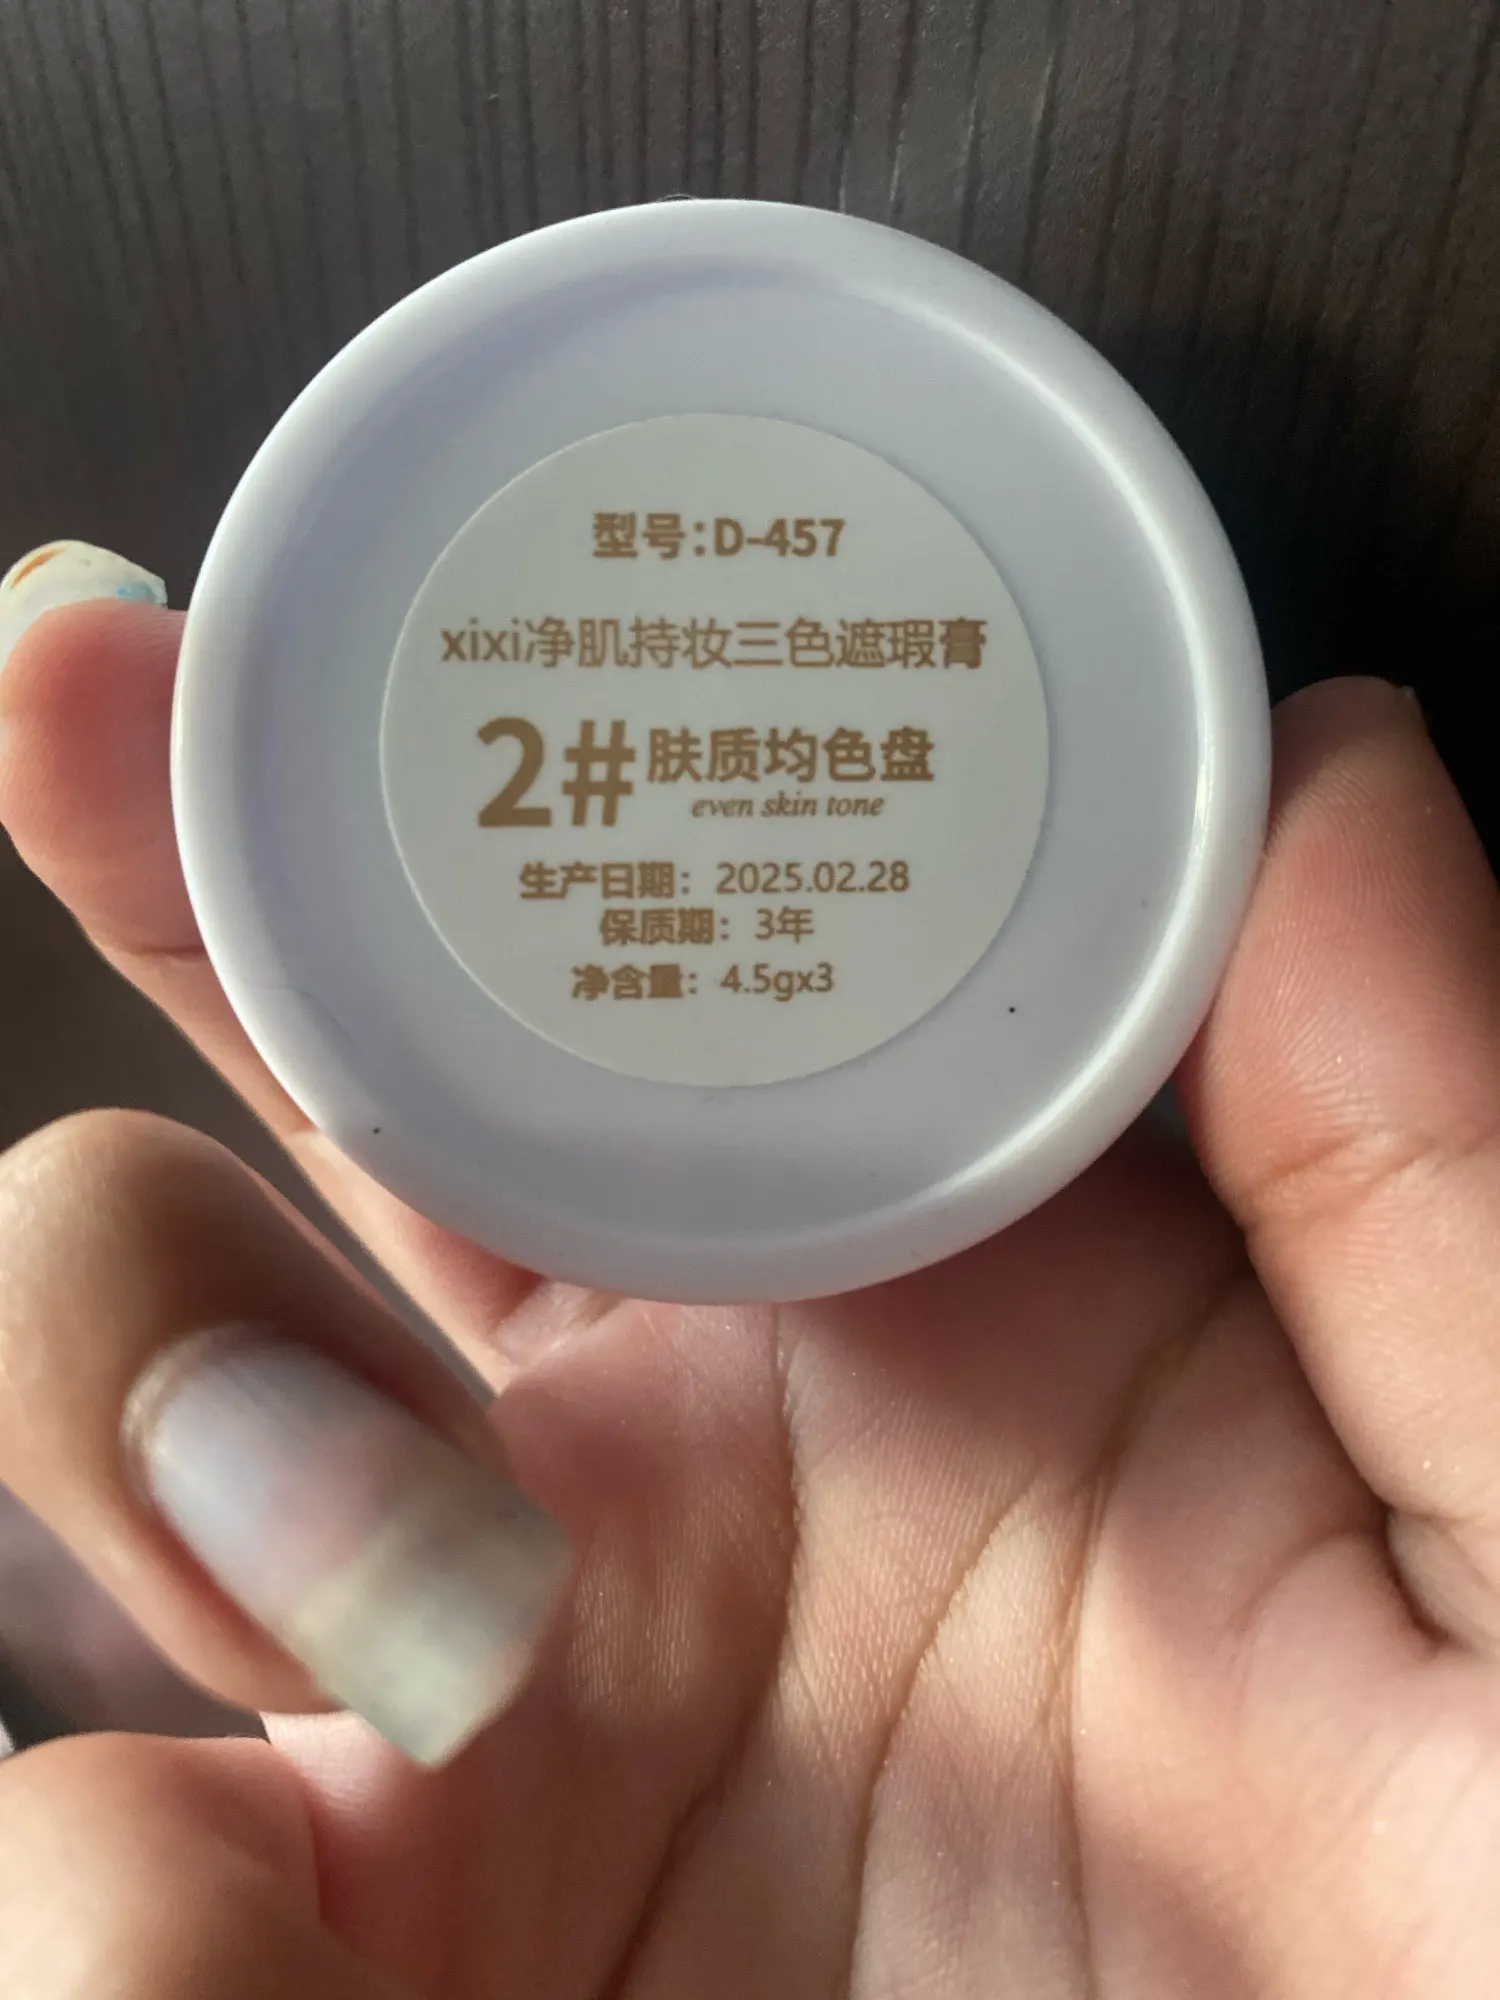 型号:D-457
xixi净肌持妆三色遮瑕膏
2# 肤质均色盘
even skin tone
生产日期：2025.02.28
保质期：3年
净含量：4.5gx3